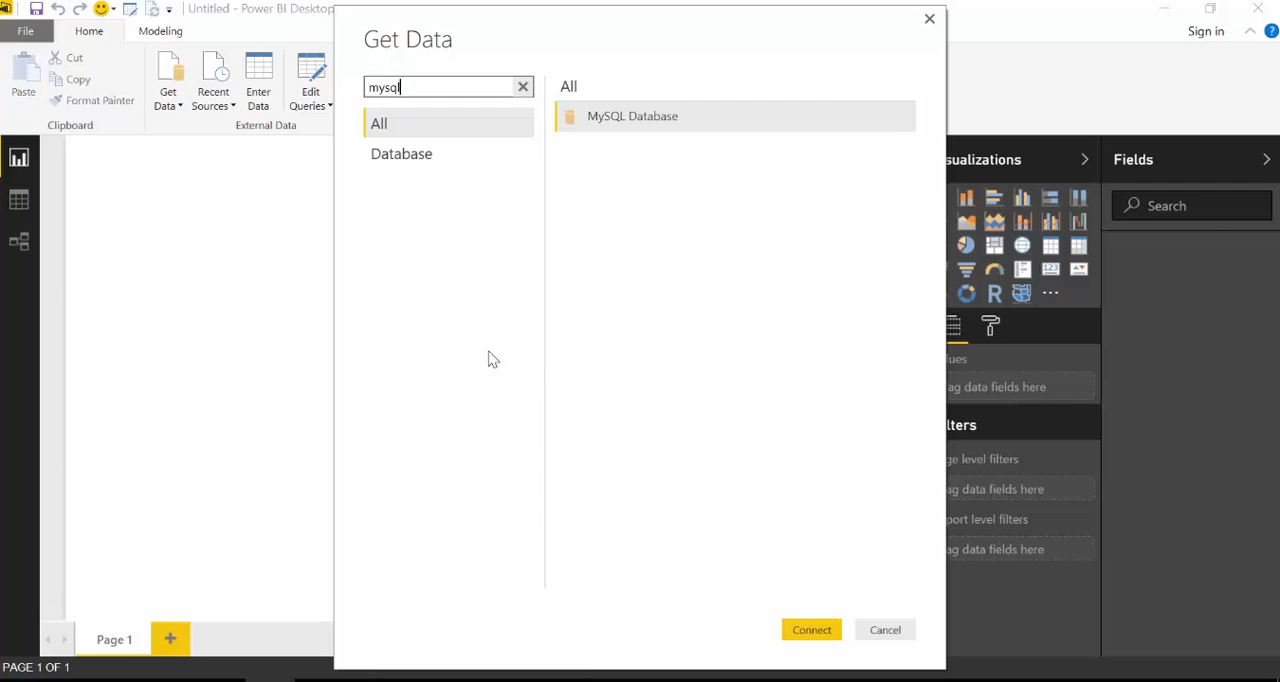 Untitled - Power BI Desktop
File
Home
Modeling
Sign in
Paste
Cut
Copy
Format Painter
Clipboard
Get
Data
Recent
Sources
Enter
Data
Edit
Queries
External Data
Get Data
mysql
All
Database
All
MySQL Database
Connect
Cancel
sualizations
Fields
Search
R
123
ues
ag data fields here
lters
ge level filters
ag data fields here
port level filters
ag data fields here
Page 1
PAGE 1 OF 1